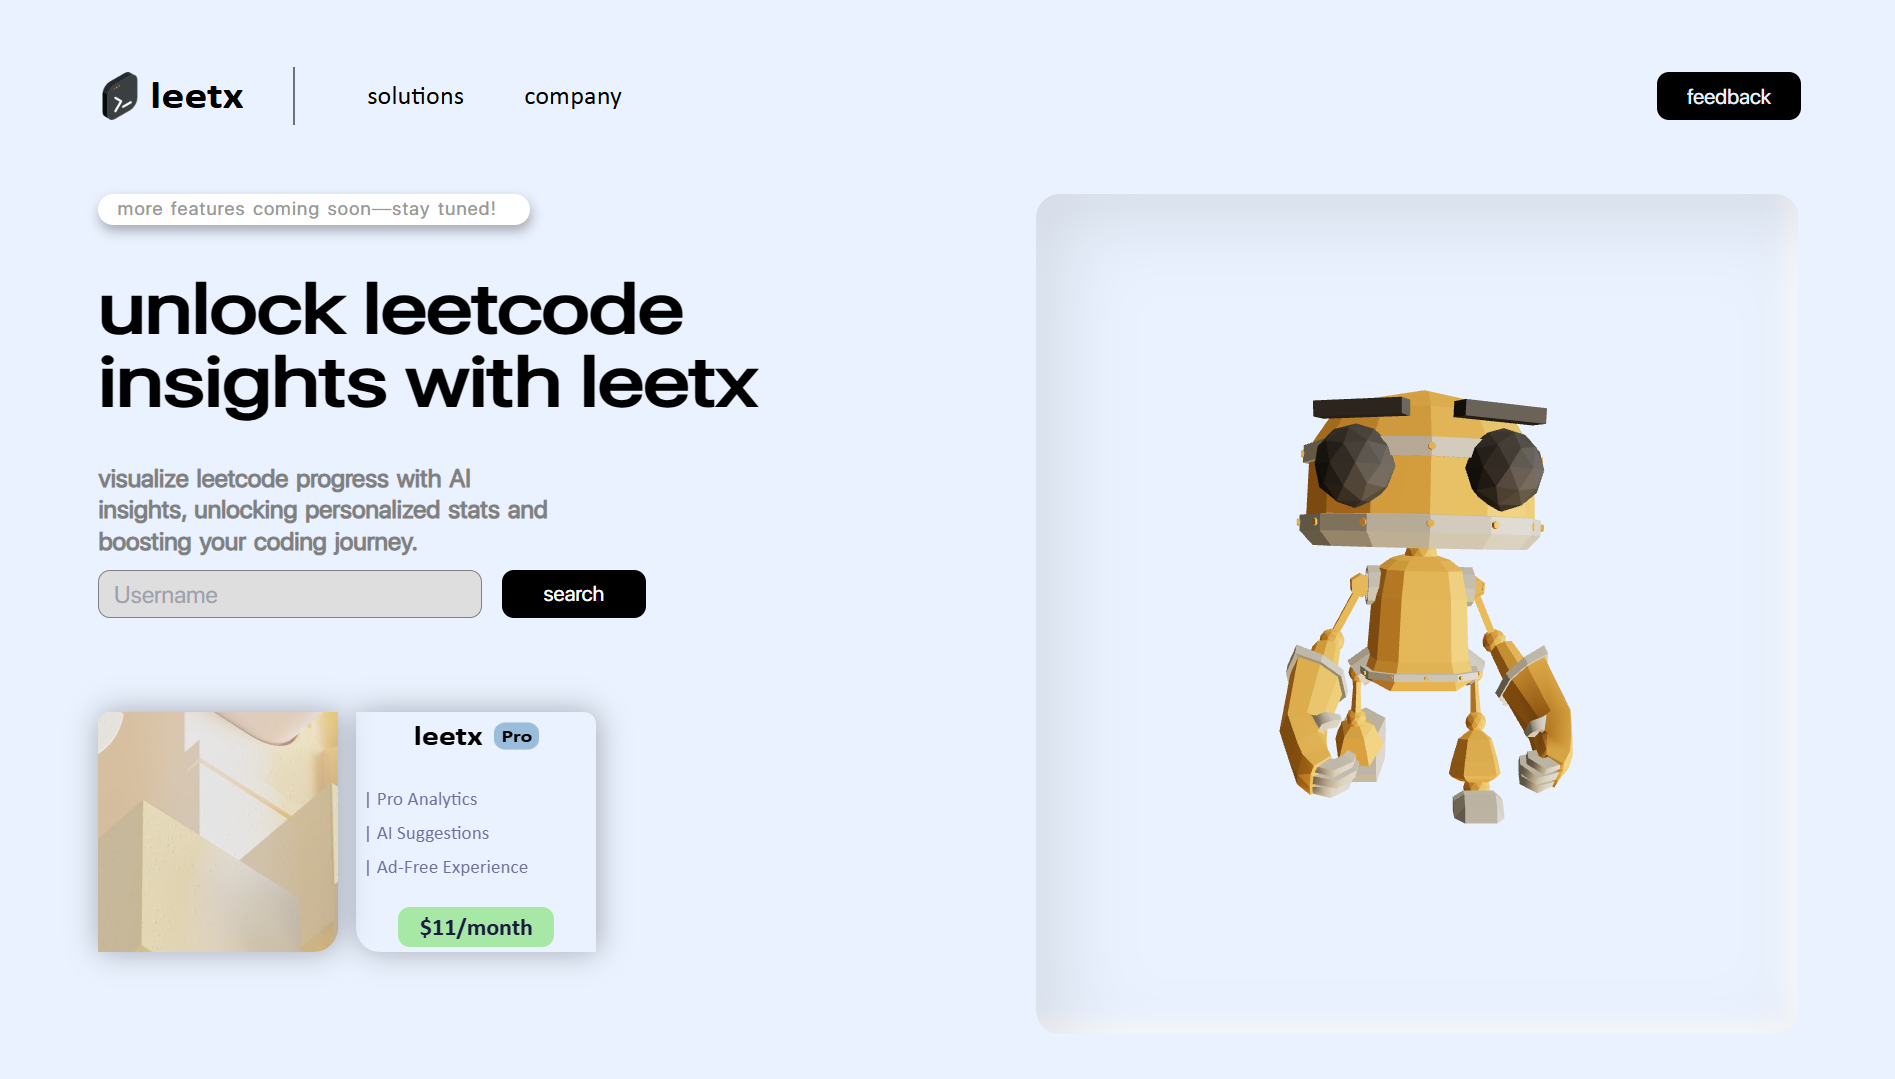 leetx
solutions
company
feedback
more features coming soon—stay tuned!
unlock leetcode
insights with leetx
visualize leetcode progress with AI
insights, unlocking personalized stats and
boosting your coding journey.
Username
search
leetx Pro
| Pro Analytics
| AI Suggestions
| Ad-Free Experience
$11/month